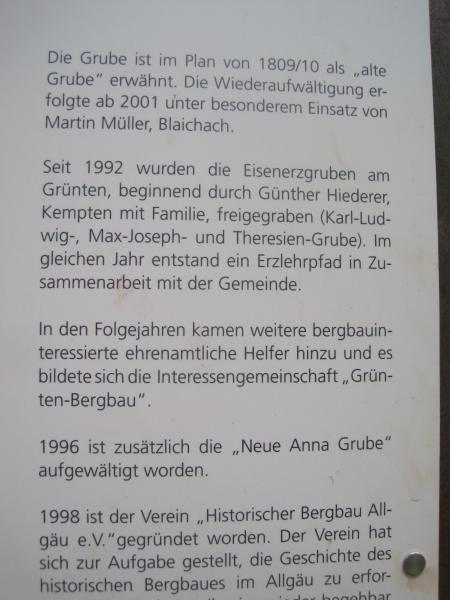 Die Grube ist im Plan von 1809/10 als „alte
Grube“ erwähnt. Die Wiederaufwältigung er-
folgte ab 2001 unter besonderem Einsatz von
Martin Müller, Blaichach.
Seit 1992 wurden die Eisenerzgruben am
Grünten, beginnend durch Günther Hiederer,
Kempten mit Familie, freigegraben (Karl-Lud-
wig-, Max-Joseph- und Theresien-Grube). Im
gleichen Jahr entstand ein Erzlehrpfad in Zu-
sammenarbeit mit der Gemeinde.
In den Folgejahren kamen weitere bergbauin-
teressierte ehrenamtliche Helfer hinzu und es
bildete sich die Interessengemeinschaft „Grün-
ten-Bergbau“.
1996 ist zusätzlich die „Neue Anna Grube“
aufgewältigt worden.
1998 ist der Verein „Historischer Bergbau All-
gäu e.V.“gegründet worden. Der Verein hat
sich zur Aufgabe gestellt, die Geschichte des
historischen Bergbaues im Allgäu zu erfor-
wieder begehbar